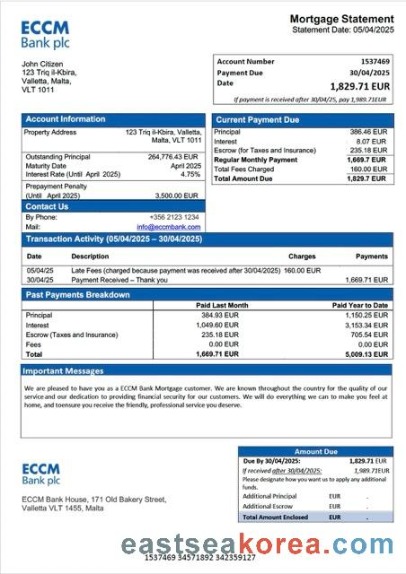 ECCM
Bank plc
Mortgage Statement
Statement Date: 05/04/2025
John Citizen
123 Triq il-Kbira,
Valletta, Malta,
VLT 1011
Account Number 1537469
Payment Due 30/04/2025
Date 1,829.71 EUR
if payment is received after 30/04/25, pay 1,989.71EUR
Account Information
Property Address 123 Triq il-Kbira, Valletta,
Malta, VLT 1011
Outstanding Principal 264,776.43 EUR
Maturity Date April 2025
Interest Rate (Until April 2025) 4.75%
Prepayment Penalty
(Until April 2025) 3,500.00 EUR
Contact Us
By Phone: +356 2123 1234
Mail: info@eccmbank.com
Current Payment Due
Principal 386.46 EUR
Interest 8.07 EUR
Escrow (for Taxes and Insurance) 235.18 EUR
Regular Monthly Payment 1,669.7 EUR
Total Fees Charged 160.00 EUR
Total Amount Due 1,829.7 EUR
Transaction Activity (05/04/2025 – 30/04/2025)
Date Description Charges Payments
05/04/25 Late Fees (charged because payment was received after 30/04/2025) 160.00 EUR
30/04/25 Payment Received – Thank you 1,669.71 EUR
Past Payments Breakdown
Paid Last Month Paid Year to Date
Principal 384.93 EUR 1,150.25 EUR
Interest 1,049.60 EUR 3,153.34 EUR
Escrow (Taxes and Insurance) 235.18 EUR 705.54 EUR
Fees 0.00 EUR 0.00 EUR
Total 1,669.71 EUR 5,009.13 EUR
Important Messages
We are pleased to have you as a ECCM Bank Mortgage customer. We are known throughout the country for the quality of our
service and our dedication to providing financial security for our customers. We will do everything we can to make you feel at
home, and toensure you receive the friendly, professional service you deserve.
ECCM
Bank plc
ECCM Bank House, 171 Old Bakery Street,
Valletta VLT 1455, Malta
Amount Due
Due By 30/04/2025: 1,829.71 EUR
If received after 30/04/2025: 1,989.71EUR
Please designate how you want us to apply any additional
funds.
Additional Principal EUR .
Additional Escrow EUR .
Total Amount Enclosed EUR .
eastseakorea.com
1537469 34571892 342359127